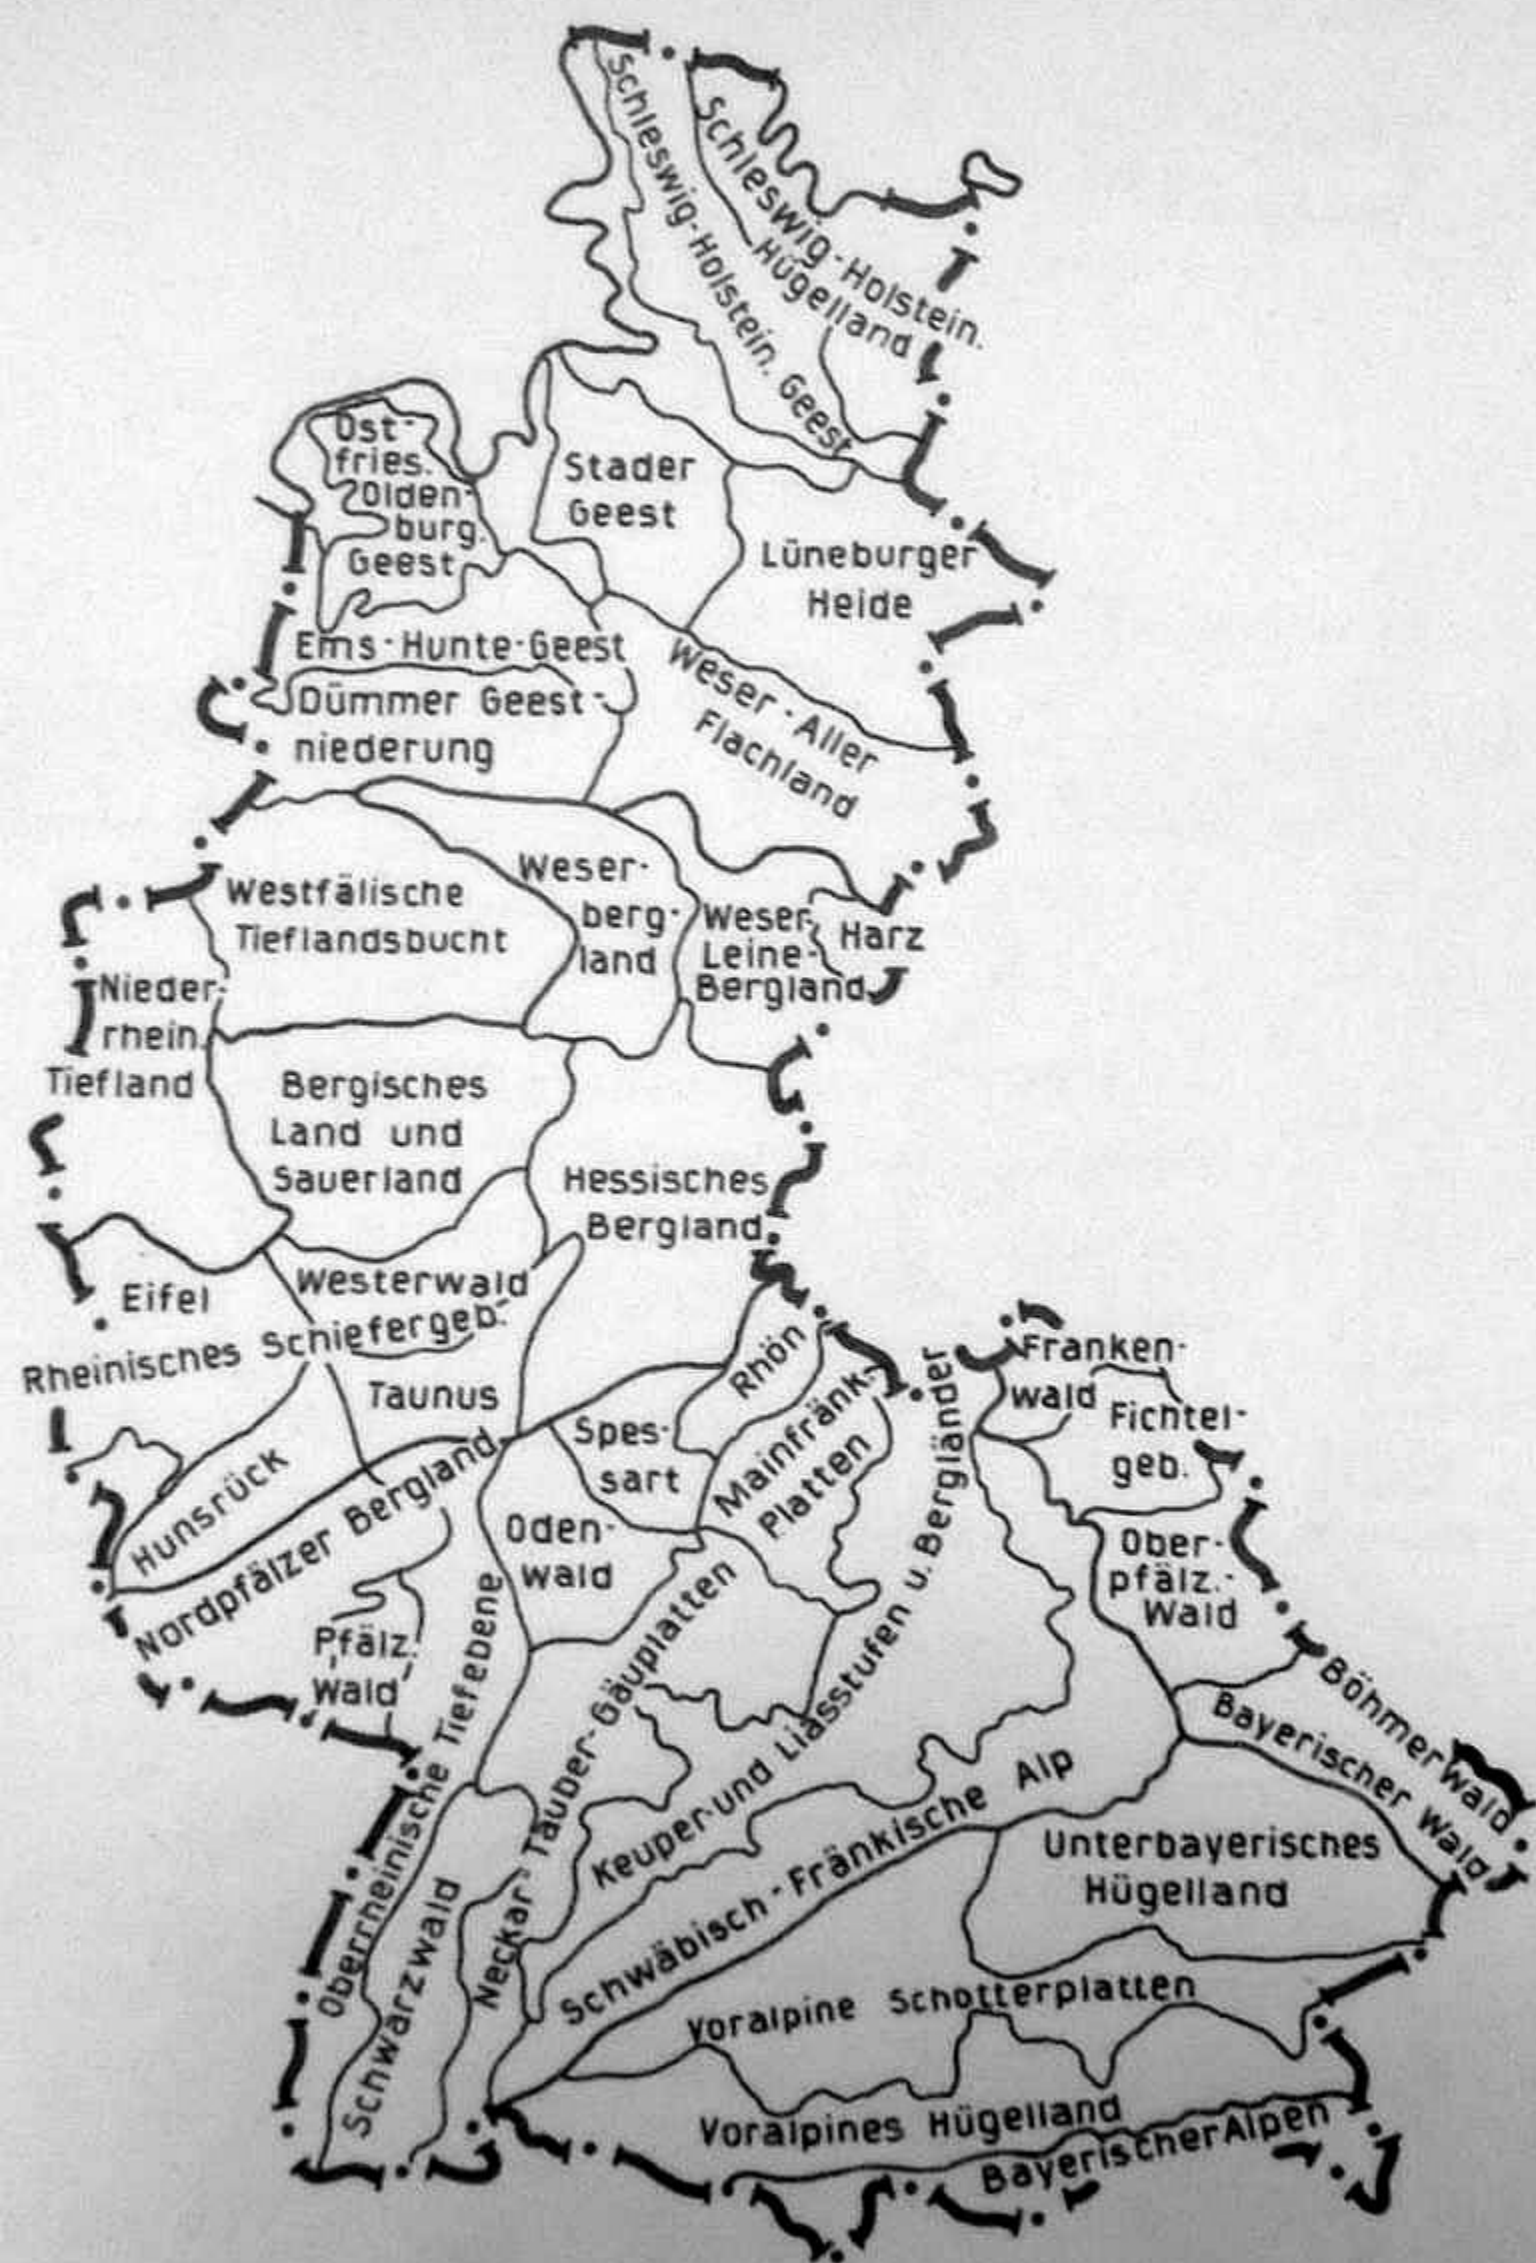 Schleswig-Holstein. Geest
Schleswig-Holstein.
Hügelland
Ost-
fries.
Olden-
burg.
Geest
Stader
Geest
Lüneburger
Heide
Ems-Hunte-Geest
Dümmer Geest-
niederung
Weser-Aller
Flachland
Westfälische
Tieflandsbucht
Weser-
berg-
land
Weser-
Leine-
Bergland
Harz
Nieder-
rhein.
Tiefland
Bergisches
Land und
Sauerland
Hessisches
Bergland
Eifel
Westerwald
Rheinisches Schiefergeb.
Taunus
Hunsrück
Nordpfälzer Bergland
Pfälz.
Wald
Oberrheinische Tiefebene
Spes-
sart
Oden-
wald
Rhön
Mainfränk.
Platten
Keuper-und Liasstufen u. Bergländer
Franken-
wald
Fichtel-
geb.
Ober-
pfälz.-
Wald
Böhmerwald
Bayerischer Wald
Neckar-Tauber-Gäuplatten
Schwarzwald
Schwäbisch-Fränkische Alp
Unterbayerisches
Hügelland
Voralpine Schotterplatten
Voralpines Hügelland
Bayerischer Alpen